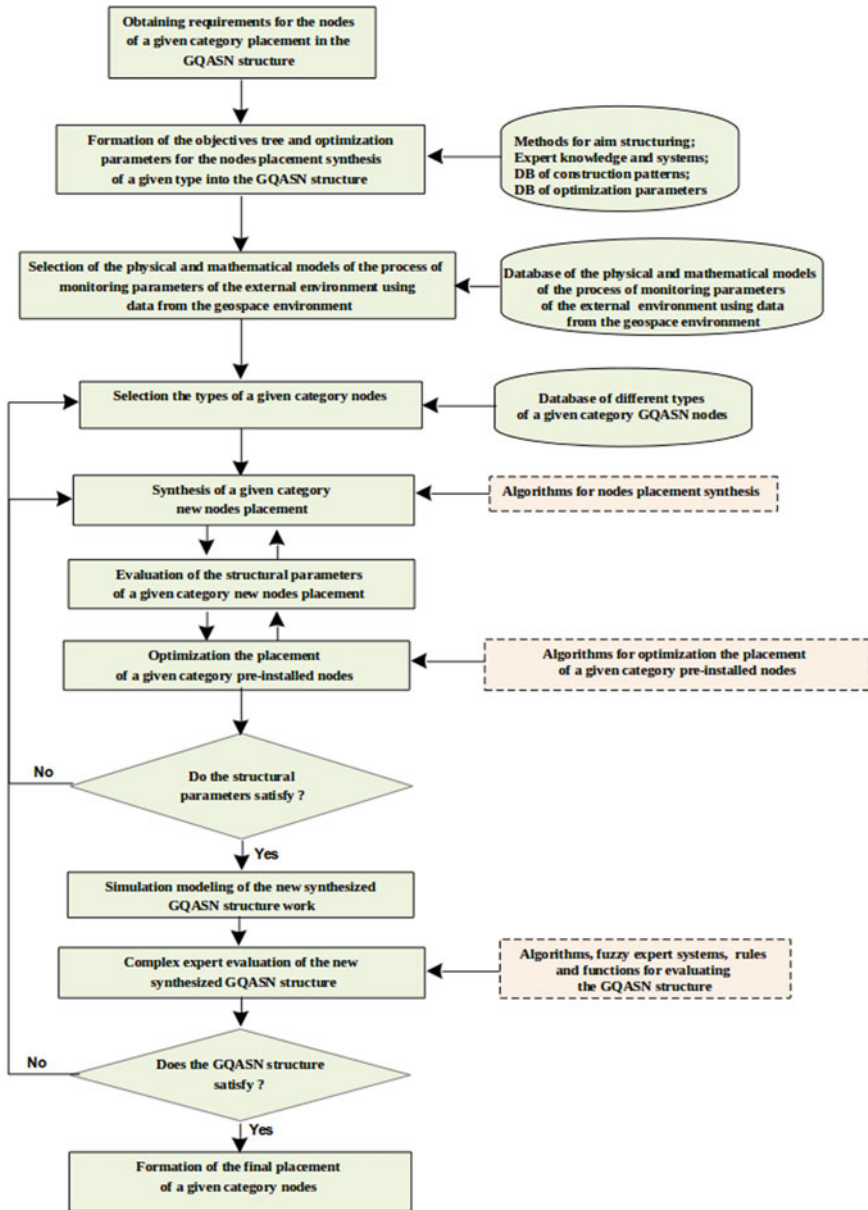 Obtaining requirements for the nodes
of a given category placement in the
GQASN structure
Formation of the objectives tree and optimization
parameters for the nodes placement synthesis
of a given type into the GQASN structure
Methods for aim structuring;
Expert knowledge and systems;
DB of construction patterns;
DB of optimization parameters
Selection of the physical and mathematical models of the process of
monitoring parameters of the external environment using
data from the geospace environment
Database of the physical and mathematical models
of the process of monitoring parameters
of the external environment using data
from the geospace environment
Selection the types of a given category nodes
Database of different types
of a given category GQASN nodes
Synthesis of a given category
new nodes placement
Algorithms for nodes placement synthesis
Evaluation of the structural parameters
of a given category new nodes placement
Optimization the placement
of a given category pre-installed nodes
Algorithms for optimization the placement
of a given category pre-installed nodes
No
Do the structural
parameters satisfy ?
Yes
Simulation modeling of the new synthesized
GQASN structure work
Complex expert evaluation of the new
synthesized GQASN structure
Algorithms, fuzzy expert systems, rules
and functions for evaluating
the GQASN structure
No
Does the GQASN structure
satisfy ?
Yes
Formation of the final placement
of a given category nodes